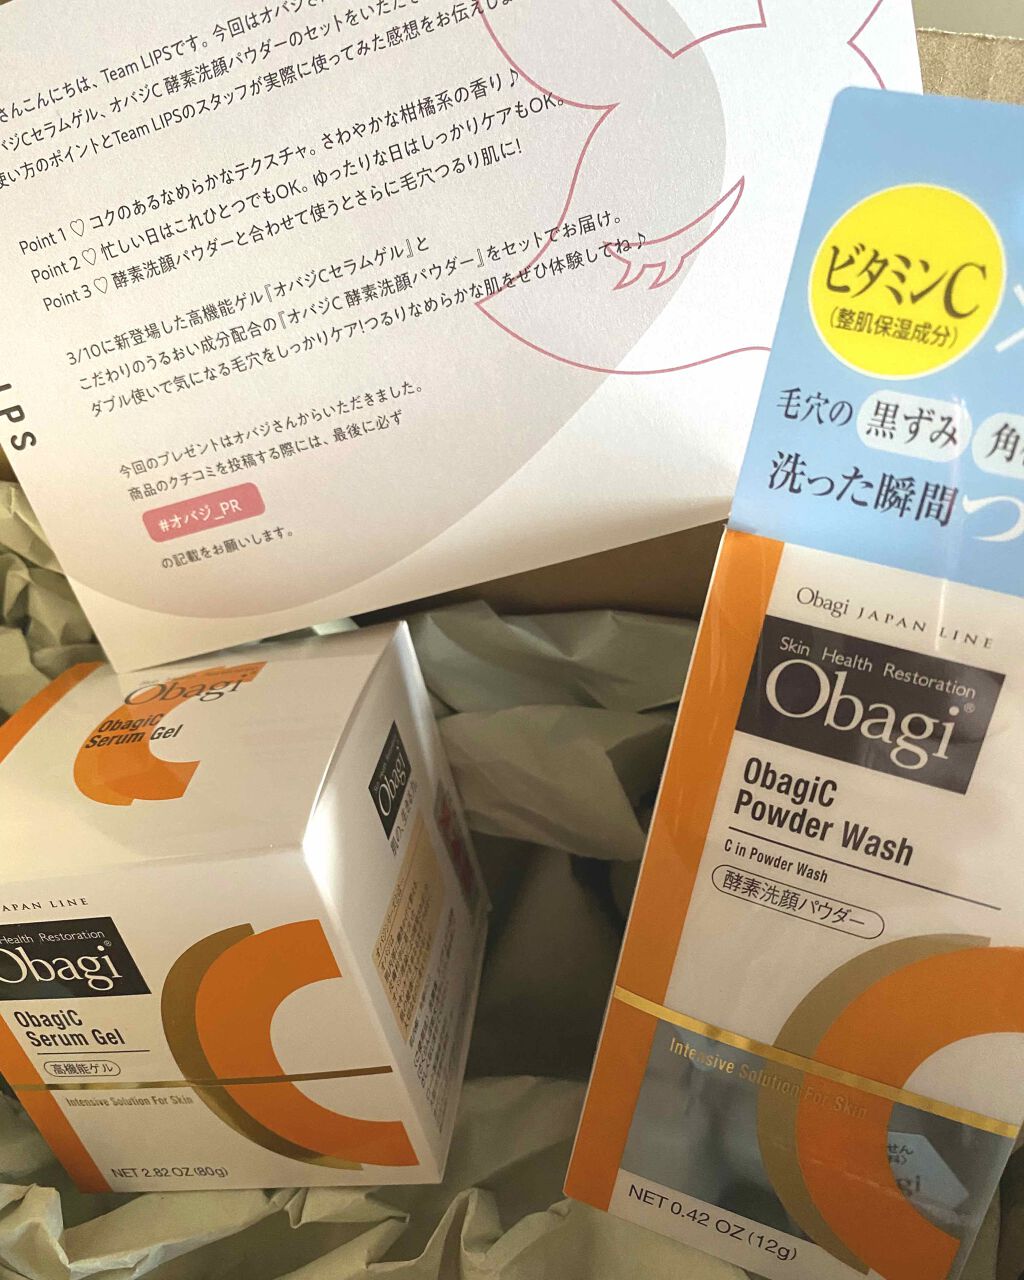 さんこんにちは、Team LIPSです。今回はオバジさ
バジCセラムゲル、オバジC 酵素洗顔パウダーのセットをいただき
使い方のポイントとTeam LIPSのスタッフが実際に使ってみた感想をお伝えし
Point 1 ♡ コクのあるなめらかなテクスチャ。さわやかな柑橘系の香り♪
Point 2 ♡ 忙しい日はこれひとつでもOK。ゆったりな日はしっかりケアもOK。
Point 3 ♡ 酵素洗顔パウダーと合わせて使うとさらに毛穴つるり肌に!
3/10に新登場した高機能ゲル『オバジCセラムゲル』と
こだわりのうるおい成分配合の『オバジC 酵素洗顔パウダー』をセットでお届け。
ダブル使いで気になる毛穴をしっかりケア!つるりなめらかな肌をぜひ体験してね♪
今回のプレゼントはオバジさんからいただきました。
商品のクチコミを投稿する際には、最後に必ず
#オバジ_PR
の記載をお願いします。
LIPS
ビタミンC
(整肌保湿成分)
毛穴の 黒ずみ 角
洗った瞬間つ
Obagi JAPAN LINE
Skin Health Restoration
Obagi®
ObagiC
Powder Wash
C in Powder Wash
酵素洗顔パウダー
Intensive Solution For Skin
せん
料〉
NET 0.42 OZ(12g)
Obagi
ObagiC
Serum Gel
Obagi
JAPAN LINE
Health Restoration
Obagi®
ObagiC
Serum Gel
高機能ゲル
Intensive Solution For Skin
NET 2.82 OZ(80g)